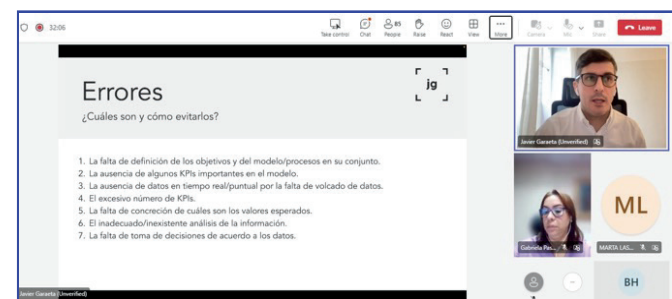 32:06
Take control
Chat
85
People
Raise
React
View
More
Camera
Mic
Share
Leave
jg
Errores
¿Cuáles son y cómo evitarlos?
1. La falta de definición de los objetivos y del modelo/procesos en su conjunto.
2. La ausencia de algunos KPIs importantes en el modelo.
3. La ausencia de datos en tiempo real/puntual por la falta de volcado de datos.
4. El excesivo número de KPIs.
5. La falta de concreción de cuáles son los valores esperados.
6. El inadecuado/inexistente análisis de la información.
7. La falta de toma de decisiones de acuerdo a los datos.
Javier Garaeta (Unverified)
Javier Garaeta (Unverified)
Gabriela Pas...
ML
MARTA LAS...
BH